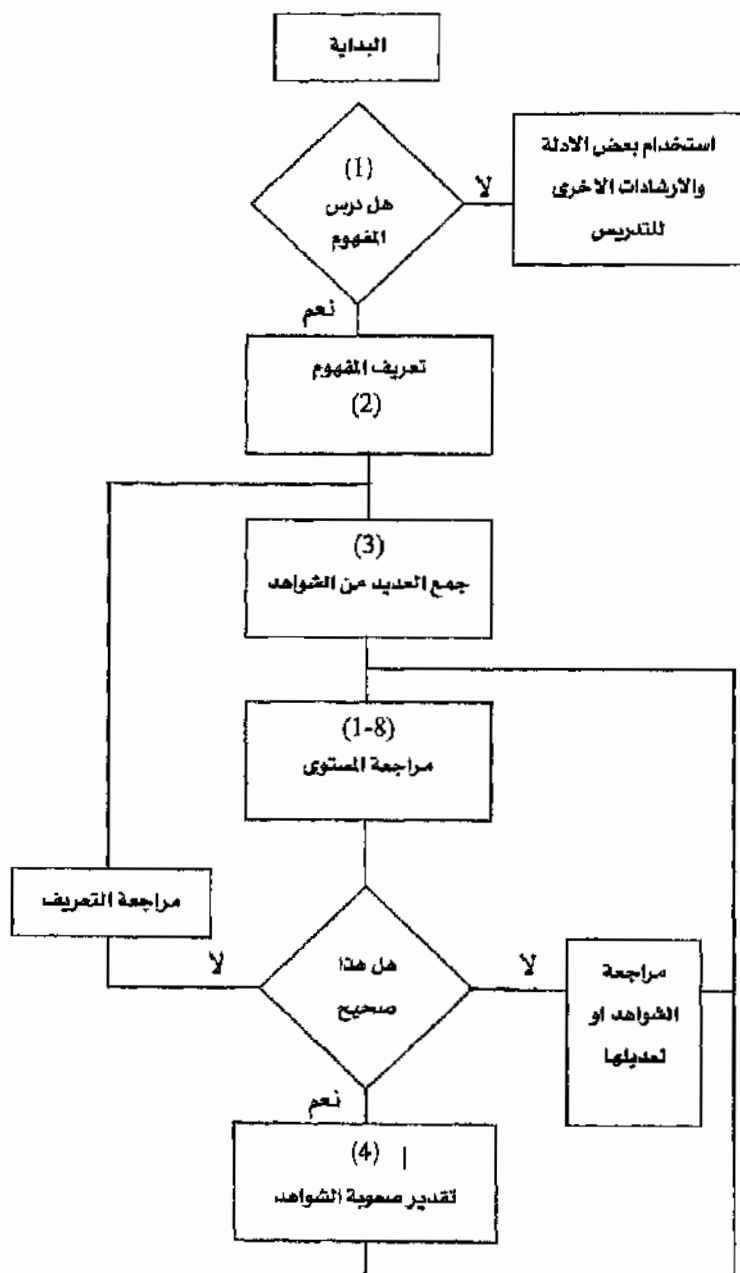 البداية
(1)
هل درس
المفهوم
لا
استخدام بعض الادلة
والارشادات الاخرى
للتدريس
نعم
تعريف المفهوم
(2)
(3)
جمع العديد من الشواهد
(1-8)
مراجعة المستوى
مراجعة التعريف
لا
هل هذا
صحيح
لا
مراجعة
الشواهد او
تعديلها
نعم
(4)
تقدير صعوبة الشواهد